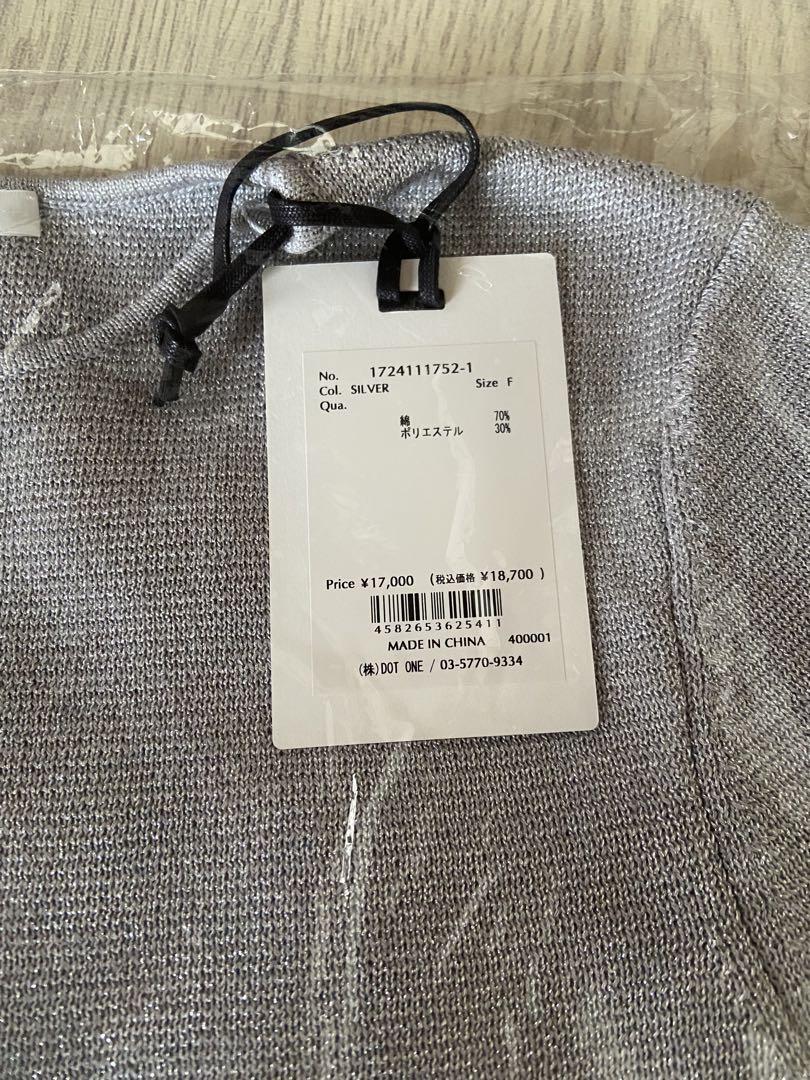 No. 1724111752-1
Col. SILVER Size F
Qua.
綿 70%
ポリエステル 30%
Price ¥17,000 (税込価格 ¥18,700 )
4582653625411
MADE IN CHINA 400001
(株)DOT ONE / 03-5770-9334